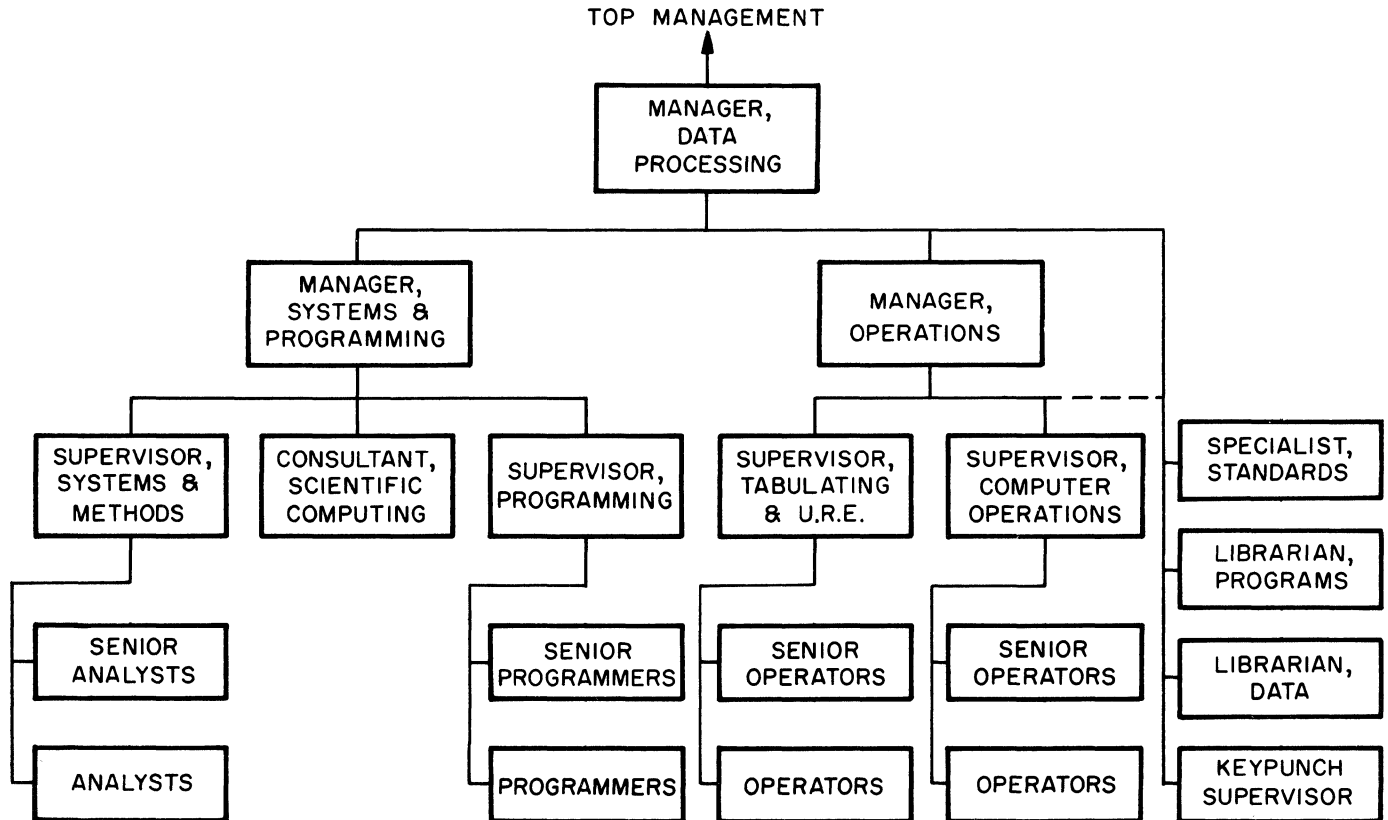 TOP MANAGEMENT
MANAGER,
DATA
PROCESSING
MANAGER,
SYSTEMS &
PROGRAMMING
MANAGER,
OPERATIONS
SUPERVISOR,
SYSTEMS &
METHODS
CONSULTANT,
SCIENTIFIC
COMPUTING
SUPERVISOR,
PROGRAMMING
SUPERVISOR,
TABULATING
& U.R.E.
SUPERVISOR,
COMPUTER
OPERATIONS
SPECIALIST,
STANDARDS
LIBRARIAN,
PROGRAMS
SENIOR
ANALYSTS
SENIOR
PROGRAMMERS
SENIOR
OPERATORS
SENIOR
OPERATORS
LIBRARIAN,
DATA
ANALYSTS
PROGRAMMERS
OPERATORS
OPERATORS
KEYPUNCH
SUPERVISOR